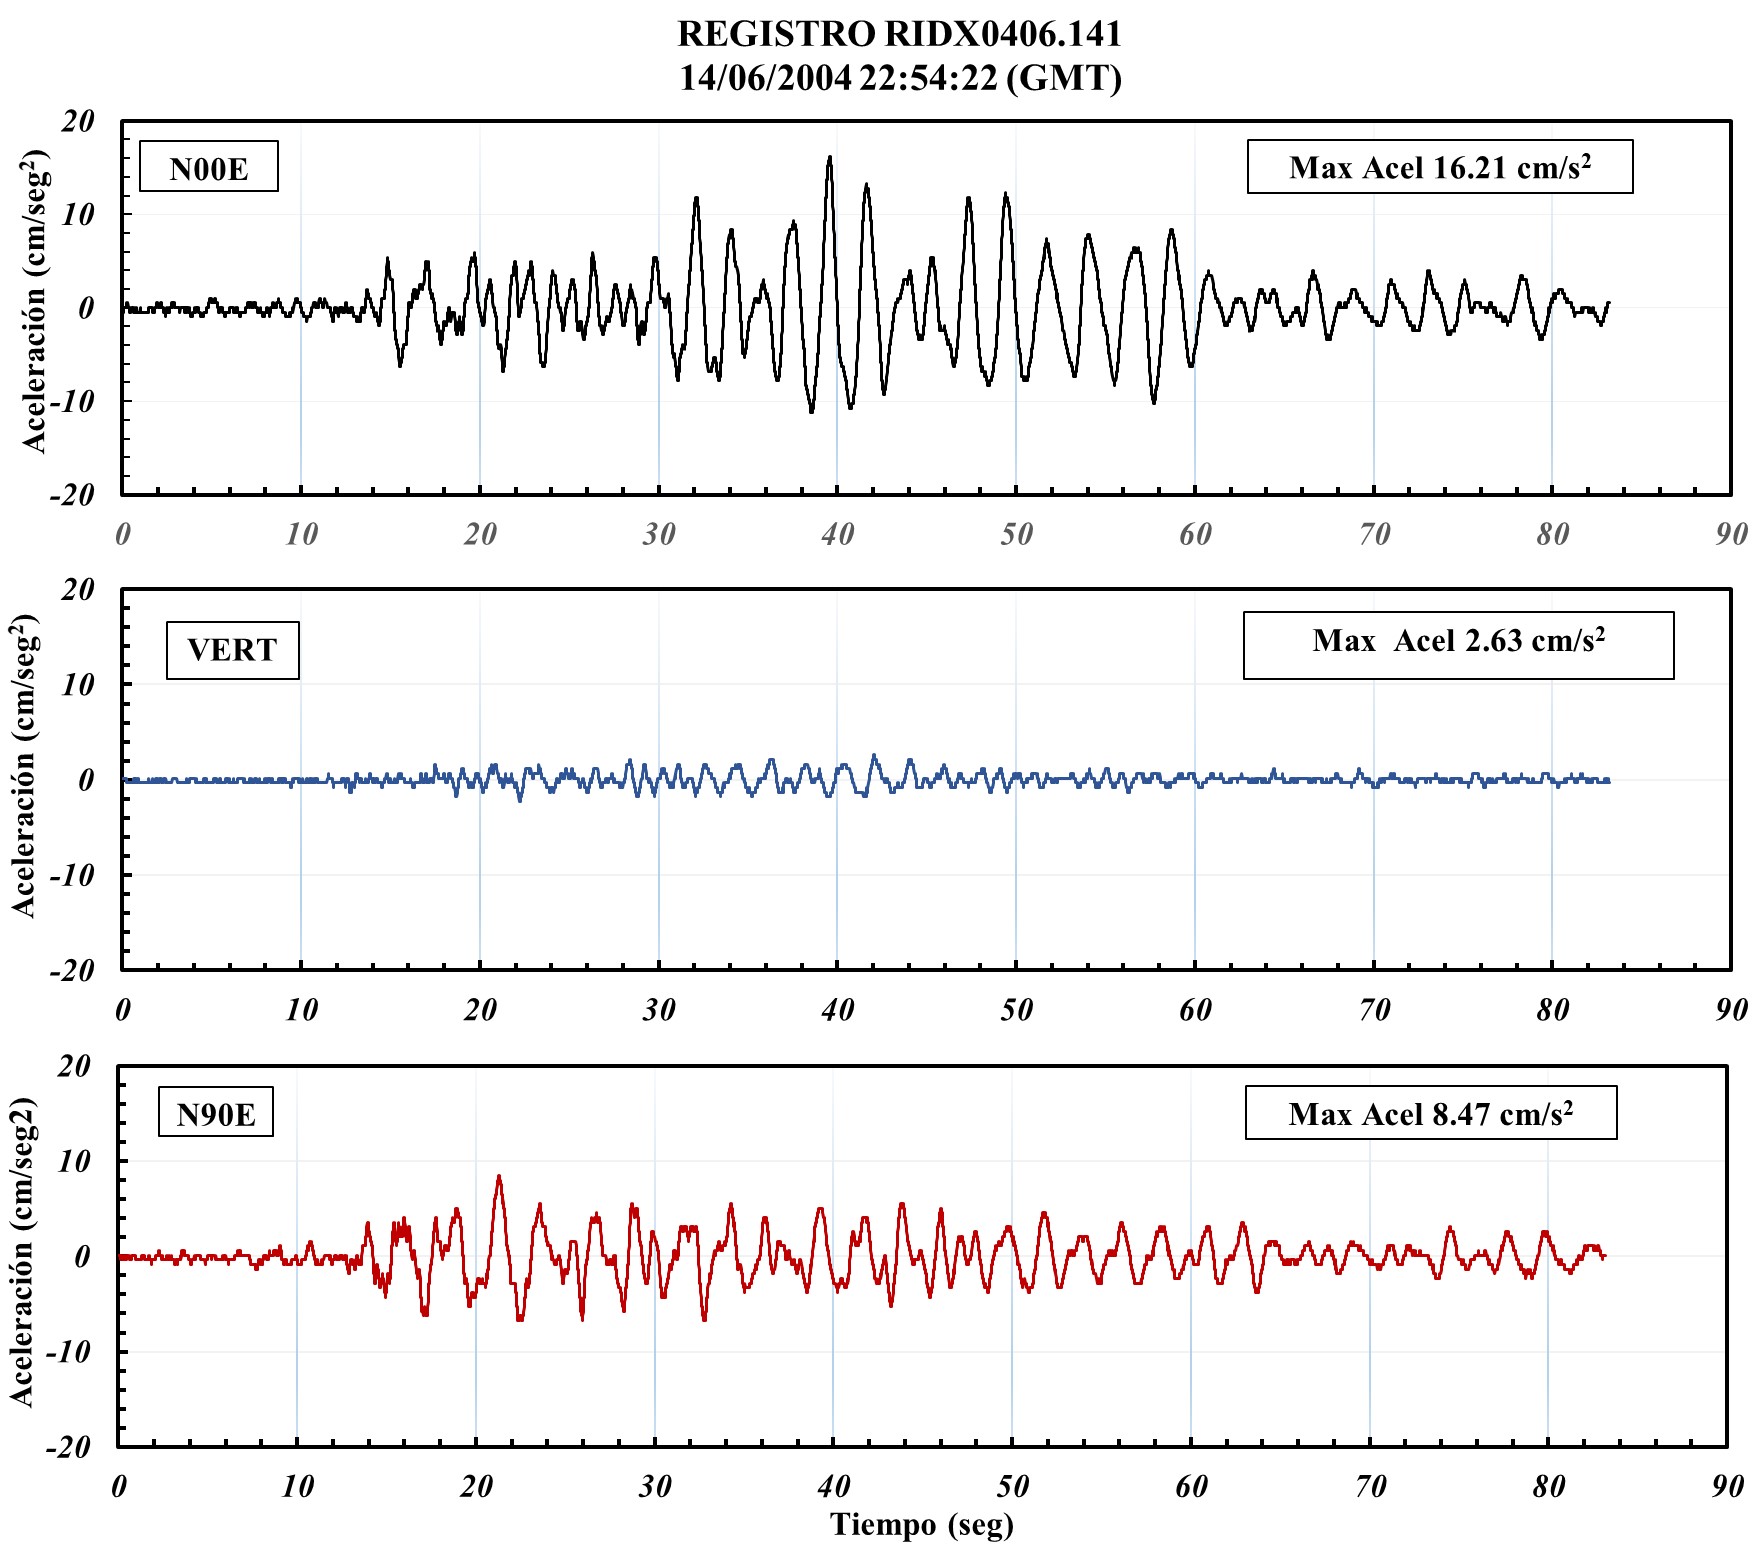 REGISTRO RIDX0406.141
14/06/2004 22:54:22 (GMT)
Aceleración (cm/seg²)
20
10
0
-10
-20
N00E
Max Acel 16.21 cm/s²
0 10 20 30 40 50 60 70 80 90
Aceleración (cm/seg²)
20
10
0
-10
-20
VERT
Max Acel 2.63 cm/s²
0 10 20 30 40 50 60 70 80 90
Aceleración (cm/seg2)
20
10
0
-10
-20
N90E
Max Acel 8.47 cm/s²
0 10 20 30 40 50 60 70 80 90
Tiempo (seg)